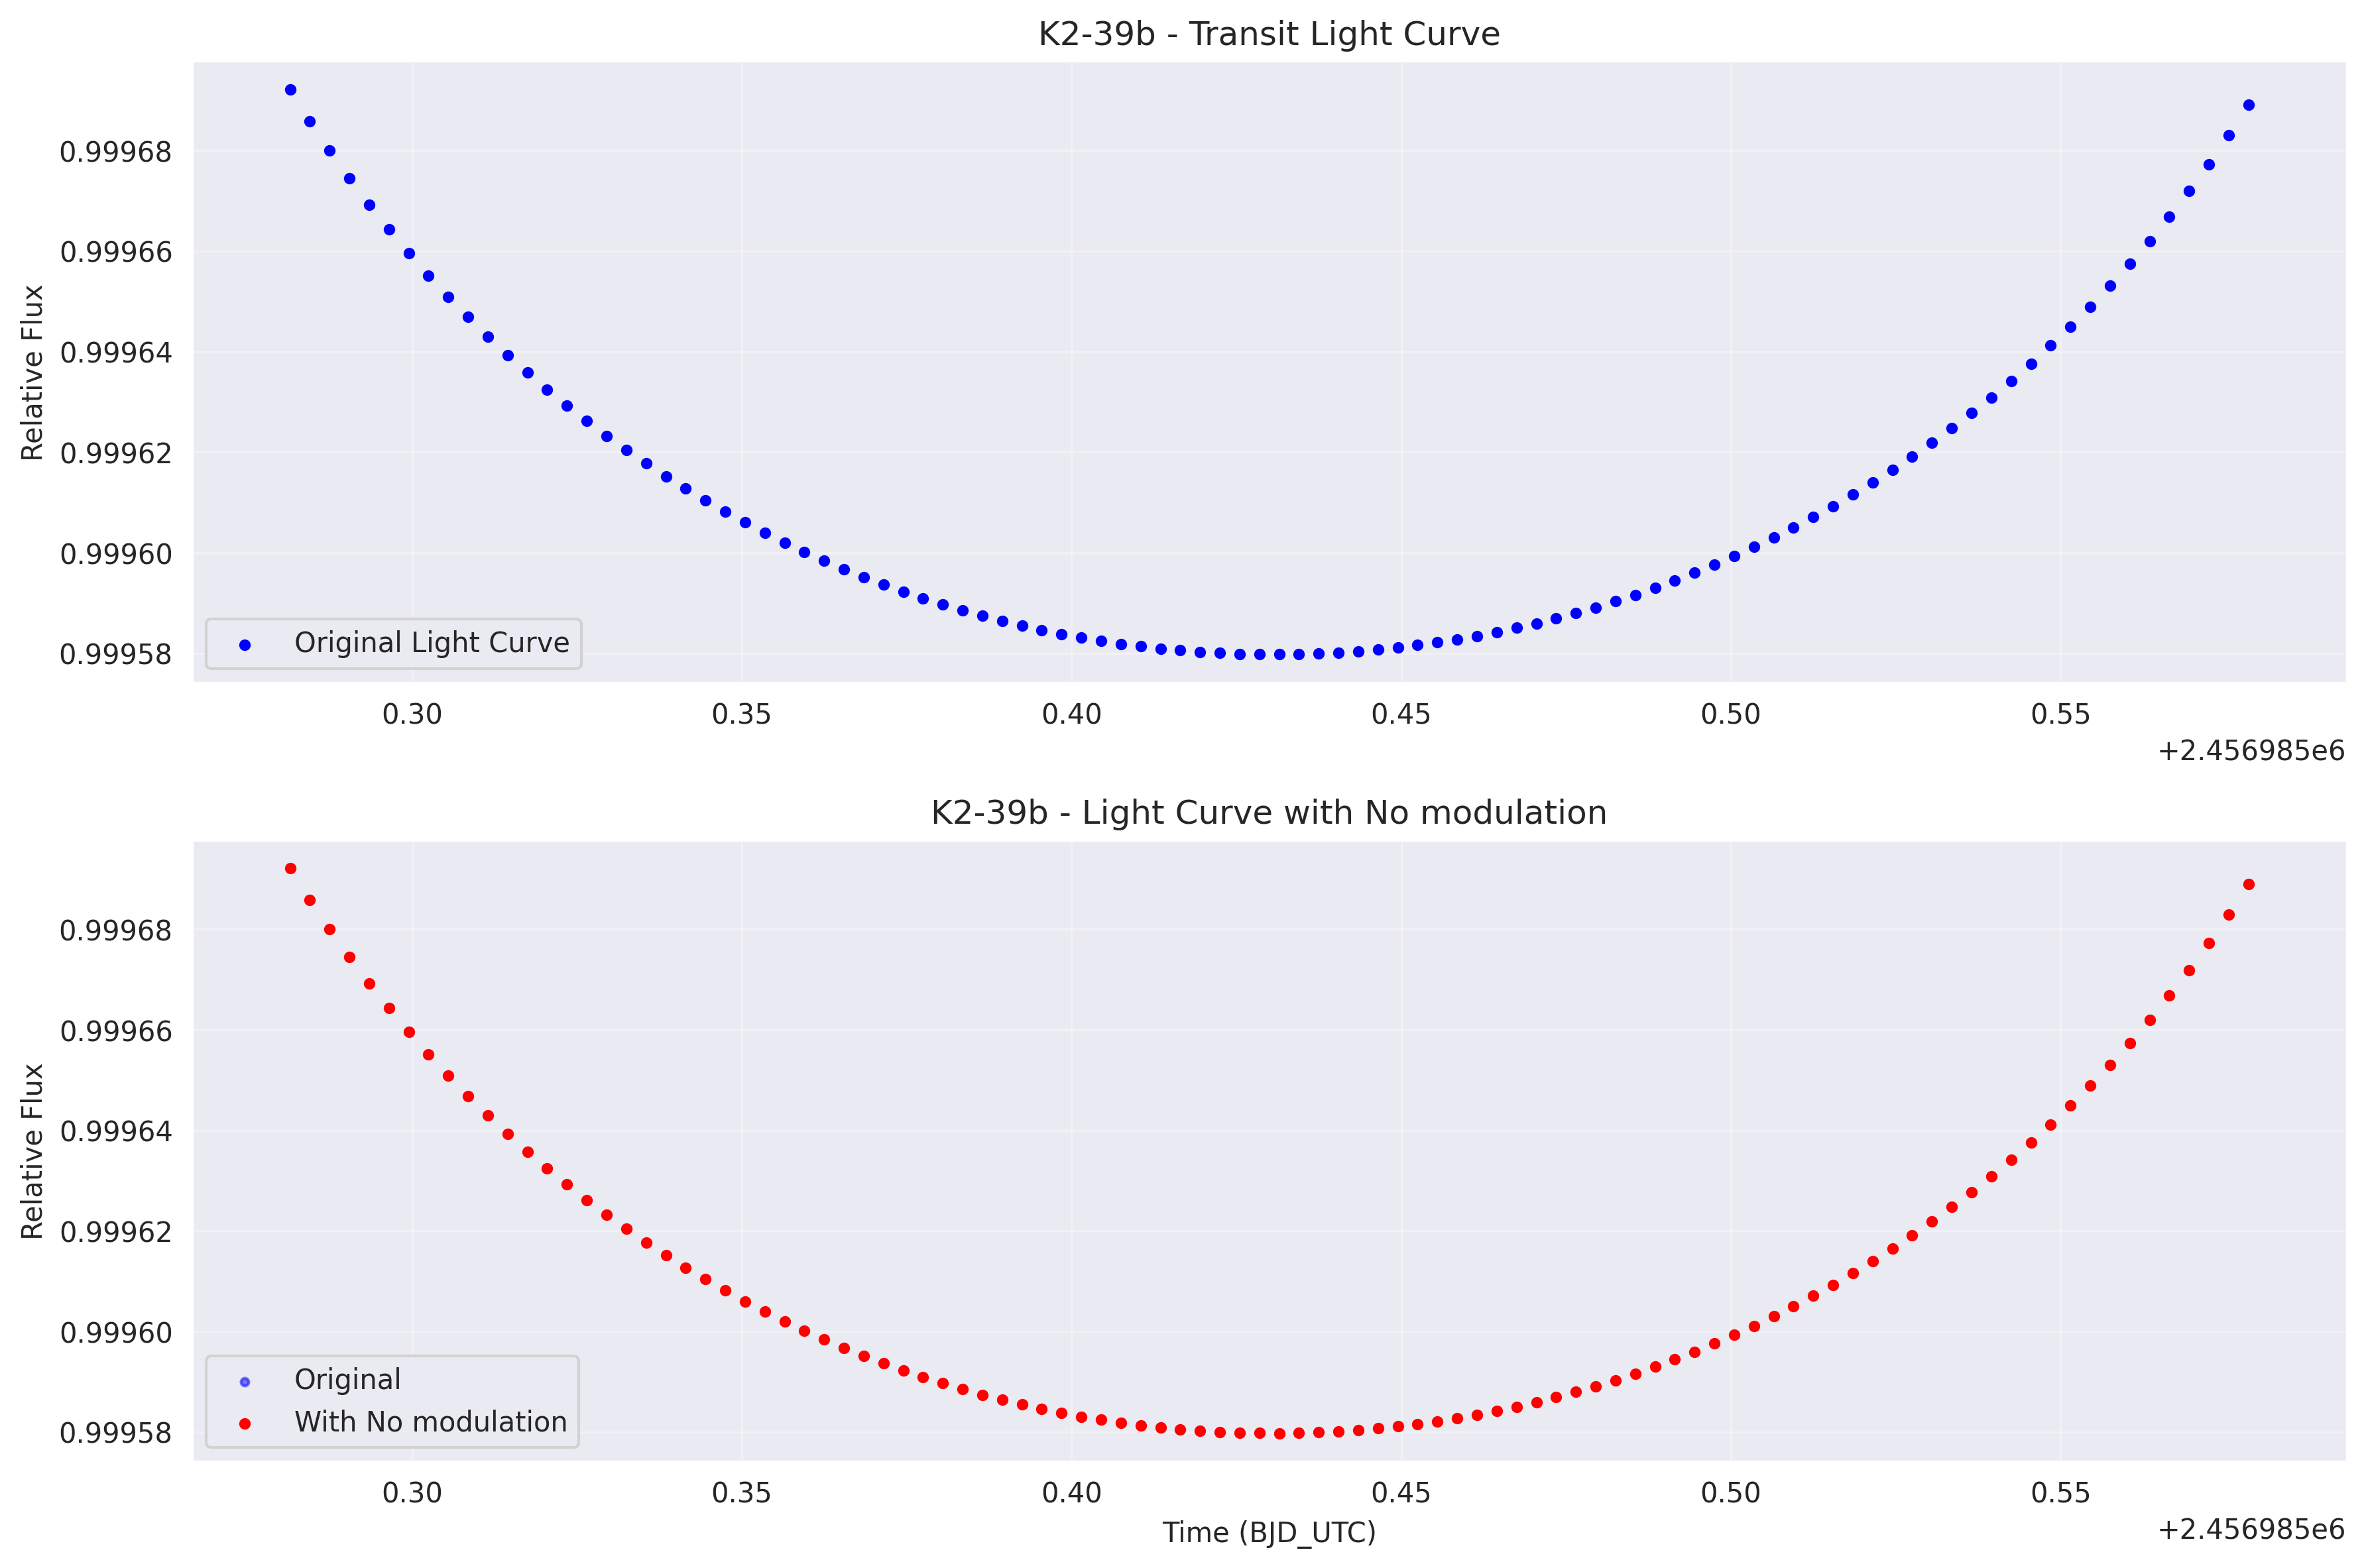 K2-39b - Transit Light Curve
Relative Flux
0.99968
0.99966
0.99964
0.99962
0.99960
0.99958
Original Light Curve
0.30 0.35 0.40 0.45 0.50 0.55
+2.456985e6
K2-39b - Light Curve with No modulation
Relative Flux
0.99968
0.99966
0.99964
0.99962
0.99960
0.99958
Original
With No modulation
0.30 0.35 0.40 0.45 0.50 0.55
Time (BJD_UTC)
+2.456985e6